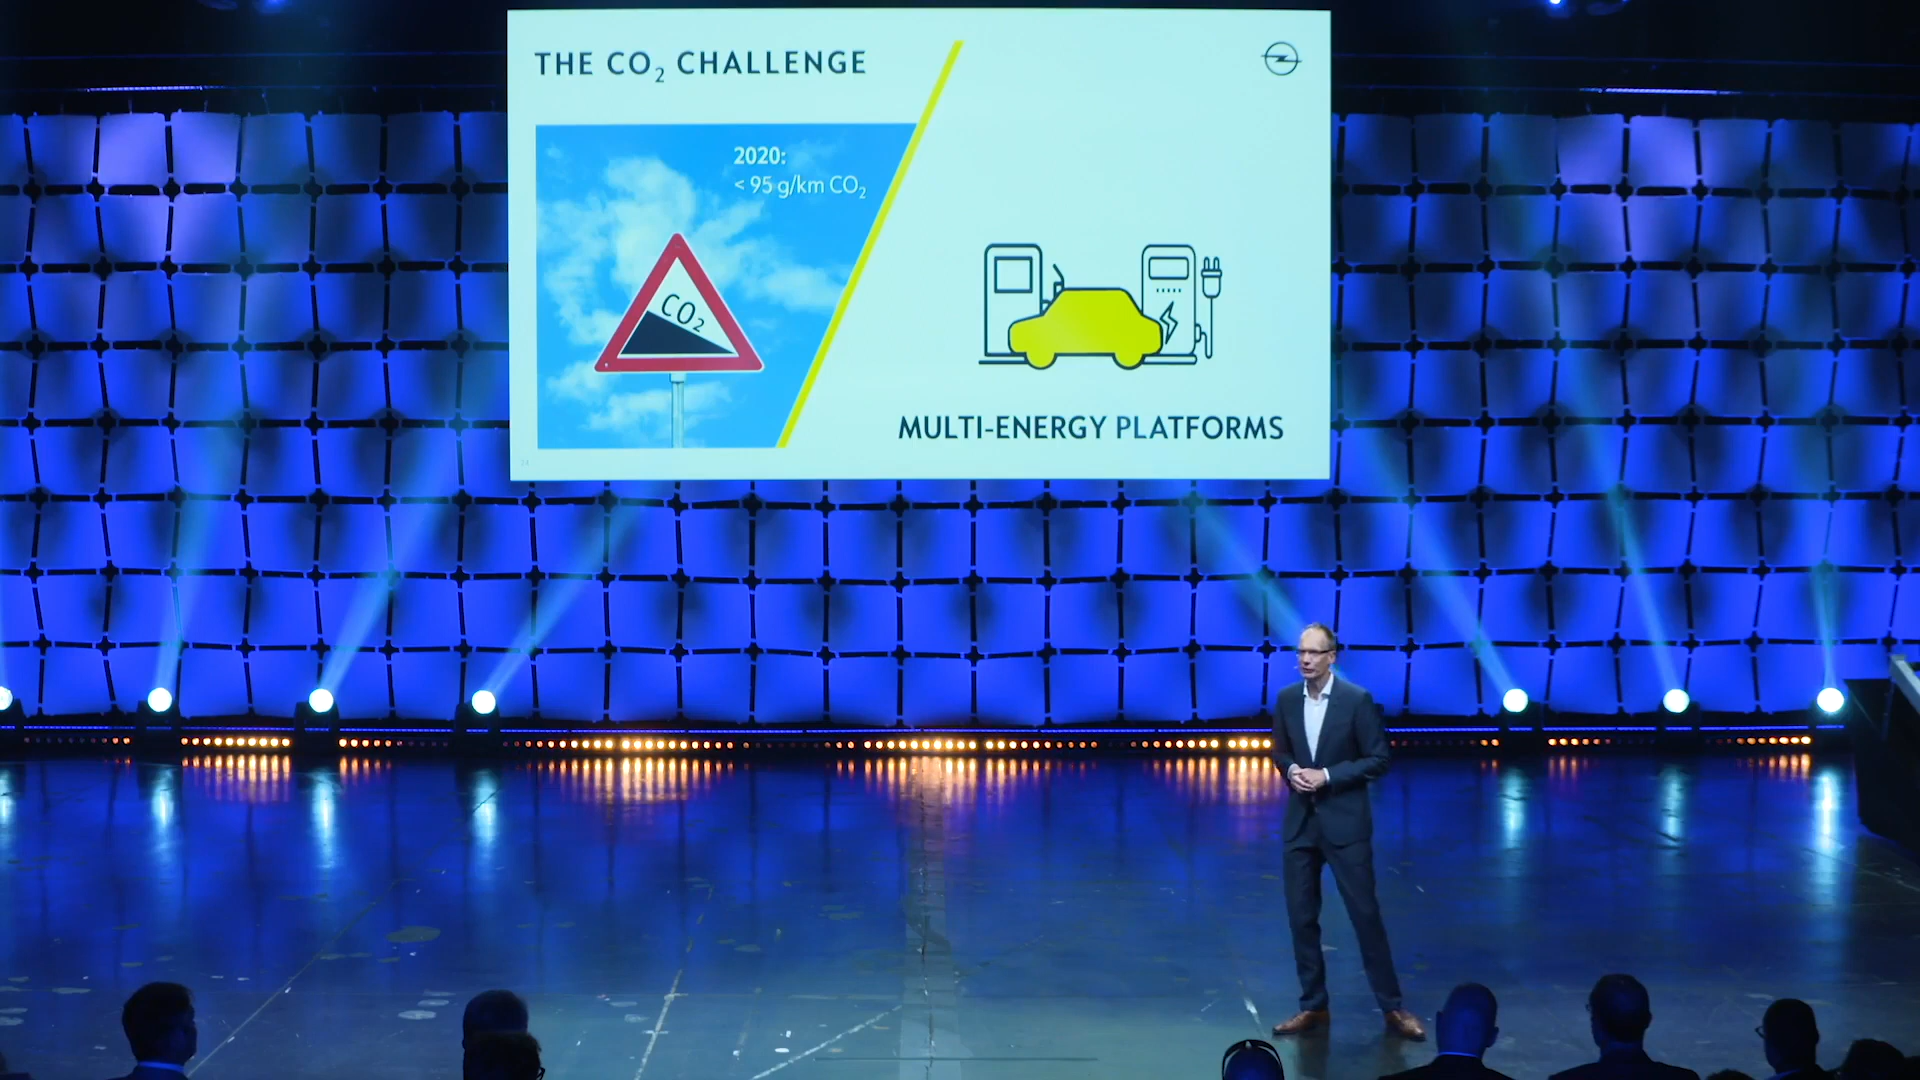 THE CO₂ CHALLENGE
2020:
< 95 g/km CO₂
CO₂
MULTI-ENERGY PLATFORMS